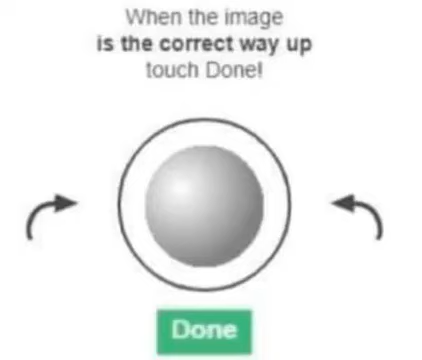 When the image
is the correct way up
touch Done!
Done